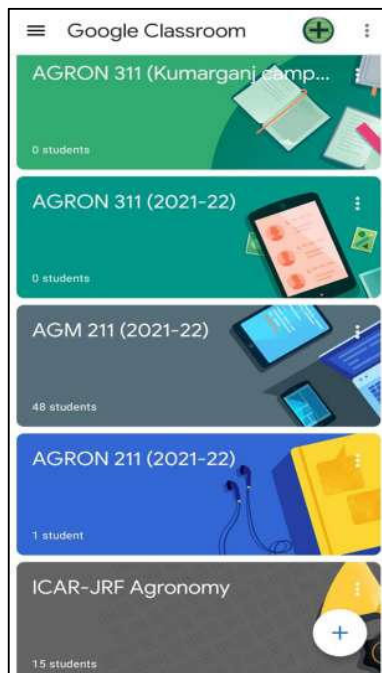 Google Classroom
AGRON 311 (Kumarganj camp...
0 students
AGRON 311 (2021-22)
0 students
AGM 211 (2021-22)
48 students
AGRON 211 (2021-22)
1 student
ICAR-JRF Agronomy
15 students